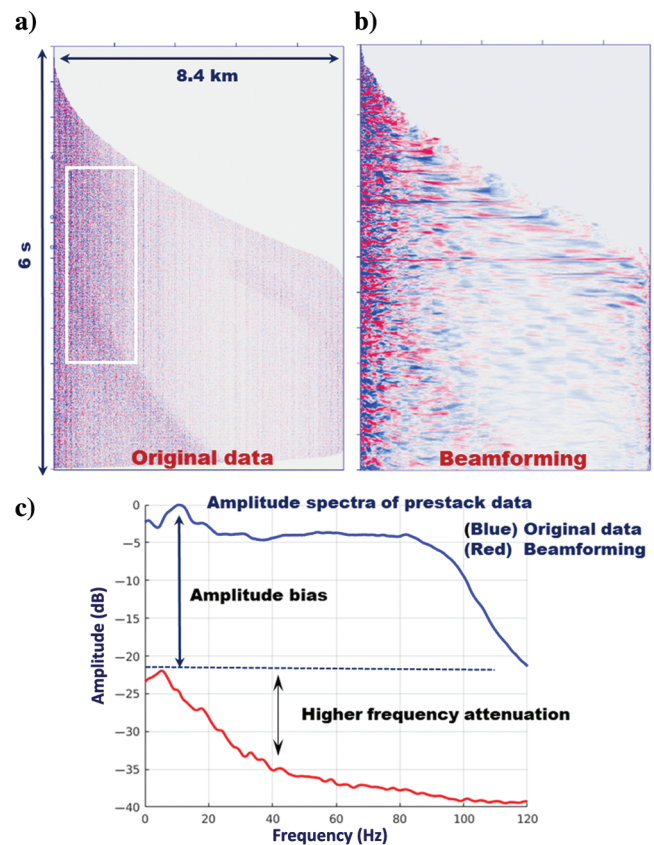 a)
b)
8.4 km
6 s
Original data
Beamforming
c)
Amplitude spectra of prestack data
(Blue) Original data
(Red) Beamforming
Amplitude bias
Higher frequency attenuation
Amplitude (dB)
0
−5
−10
−15
−20
−25
−30
−35
−40
0
20
40
60
80
100
120
Frequency (Hz)